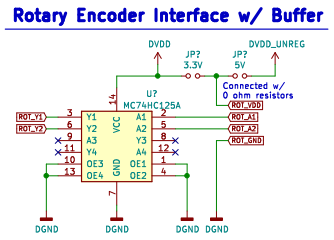 Rotary Encoder Interface w/ Buffer
DVDD
DVDD_UNREG
JP?
3.3V
JP?
5V
Connected w/
0 ohm resistors
U?
MC74HC125A
14
VCC
ROT_VDD
ROT_Y1 3 Y1 A1 2 ROT_A1
ROT_Y2 6 Y2 A2 5 ROT_A2
9 A3 Y3 8 ROT_GND
11 Y4 A4 12
10 OE3 OE1 1
13 OE4 OE2 4
GND
7
DGND DGND DGND DGND